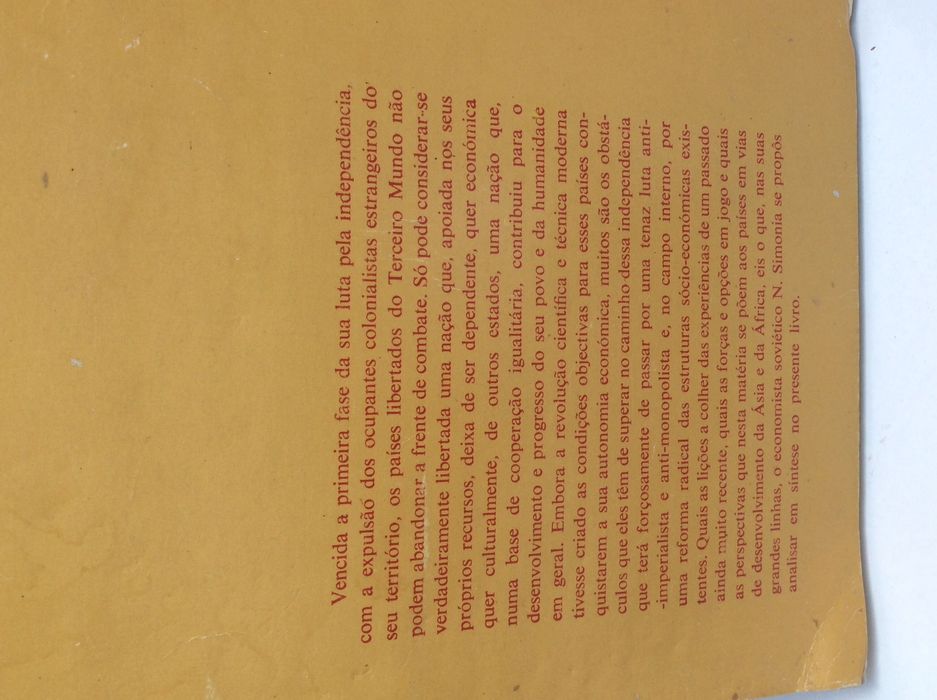 Vencida a primeira fase da sua luta pela independência,
com a expulsão dos ocupantes colonialistas estrangeiros do
seu território, os países libertados do Terceiro Mundo não
podem abandonar a frente de combate. Só pode considerar-se
verdadeiramente libertada uma nação que, apoiada nos seus
próprios recursos, deixa de ser dependente, quer económica
quer culturalmente, de outros estados, uma nação que,
numa base de cooperação igualitária, contribuiu para o
desenvolvimento e progresso do seu povo e da humanidade
em geral. Embora a revolução científica e técnica moderna
tivesse criado as condições objectivas para esses países con-
quistarem a sua autonomia económica, muitos são os obstá-
culos que eles têm de superar no caminho dessa independência
que terá forçosamente de passar por uma tenaz luta anti-
-imperialista e anti-monopolista e, no campo interno, por
uma reforma radical das estruturas sócio-económicas exis-
tentes. Quais as lições a colher das experiências de um passado
ainda muito recente, quais as forças e opções em jogo e quais
as perspectivas que nesta matéria se põem aos países em vias
de desenvolvimento da Ásia e da África, eis o que, nas suas
grandes linhas, o economista soviético N. Simonia se propôs
analisar em síntese no presente livro.